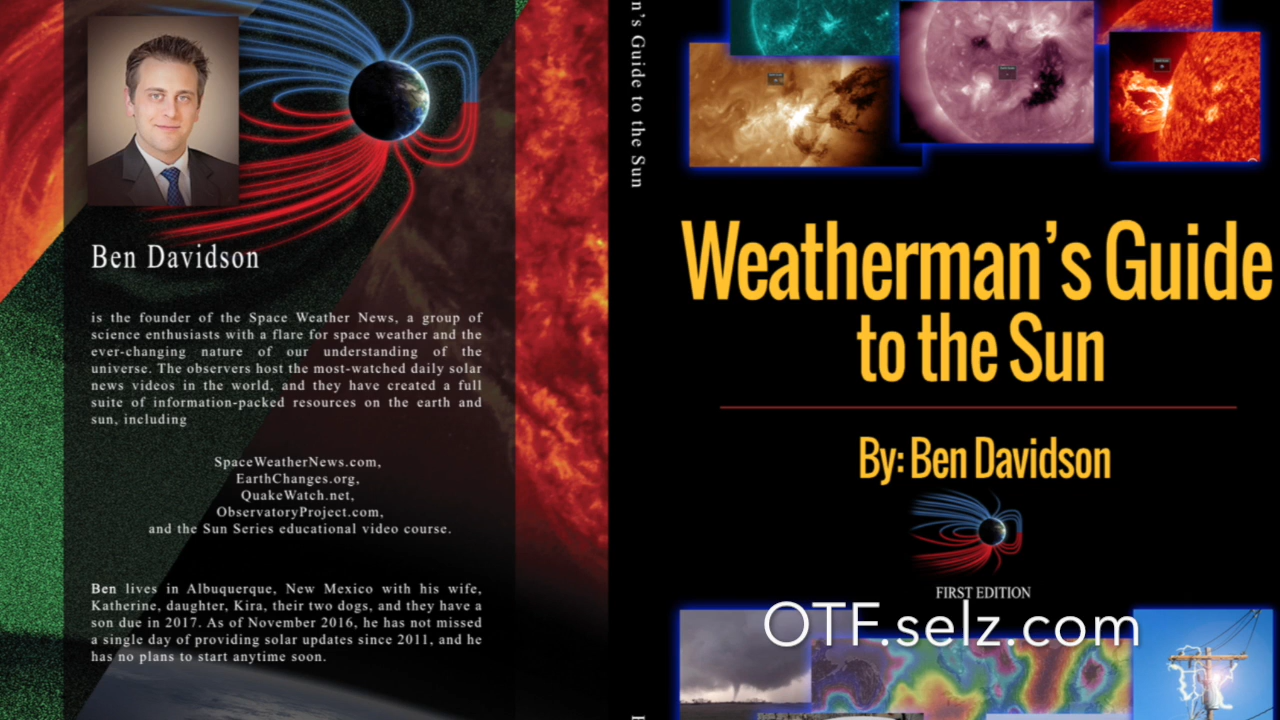 Ben Davidson
is the founder of the Space Weather News, a group of
science enthusiasts with a flare for space weather and the
ever-changing nature of our understanding of the
universe. The observers host the most-watched daily solar
news videos in the world, and they have created a full
suite of information-packed resources on the earth and
sun, including
SpaceWeatherNews.com,
EarthChanges.org,
QuakeWatch.net,
ObservatoryProject.com,
and the Sun Series educational video course.
Ben lives in Albuquerque, New Mexico with his wife,
Katherine, daughter, Kira, their two dogs, and they have a
son due in 2017. As of November 2016, he has not missed
a single day of providing solar updates since 2011, and he
has no plans to start anytime soon.
n's Guide to the Sun
Weatherman's Guide
to the Sun
By: Ben Davidson
FIRST EDITION
OTF.selz.com